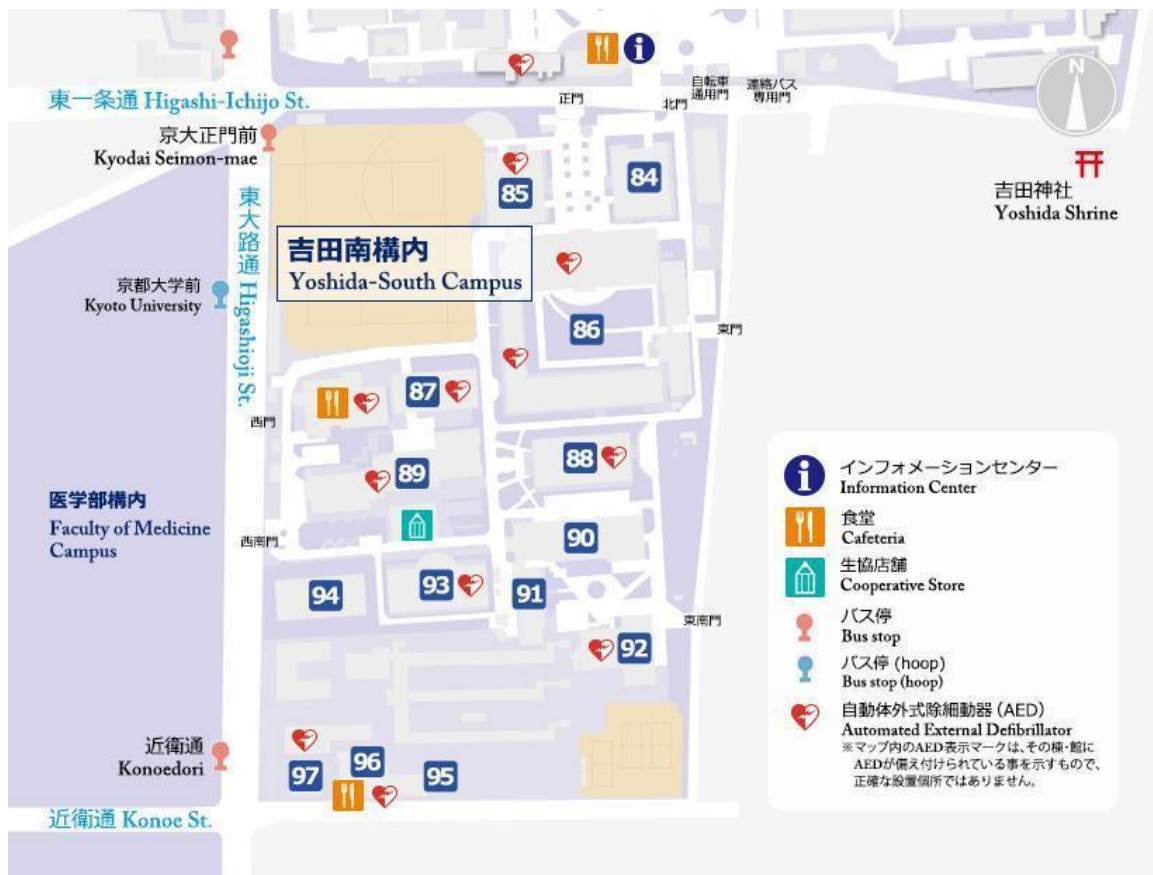 東一条通 Higashi-Ichijo St.
正門
北門
自転車
通用門
連絡バス
専用門
N
京大正門前
Kyodai Seimon-mae
吉田神社
Yoshida Shrine
85
84
東大路通 Higashioji St.
吉田南構内
Yoshida-South Campus
京都大学前
Kyoto University
86
東門
87
西門
88
89
医学部構内
Faculty of Medicine
Campus
西南門
90
94
93
91
東南門
92
近衛通
Konoedori
97
96
95
近衛通 Konoe St.
i
インフォメーションセンター
Information Center
食堂
Cafeteria
生協店舗
Cooperative Store
バス停
Bus stop
バス停 (hoop)
Bus stop (hoop)
自動体外式除細動器 (AED)
Automated External Defibrillator
※マップ内のAED表示マークは、その棟・館に
AEDが備え付けられている事を示すもので、
正確な設置個所ではありません。